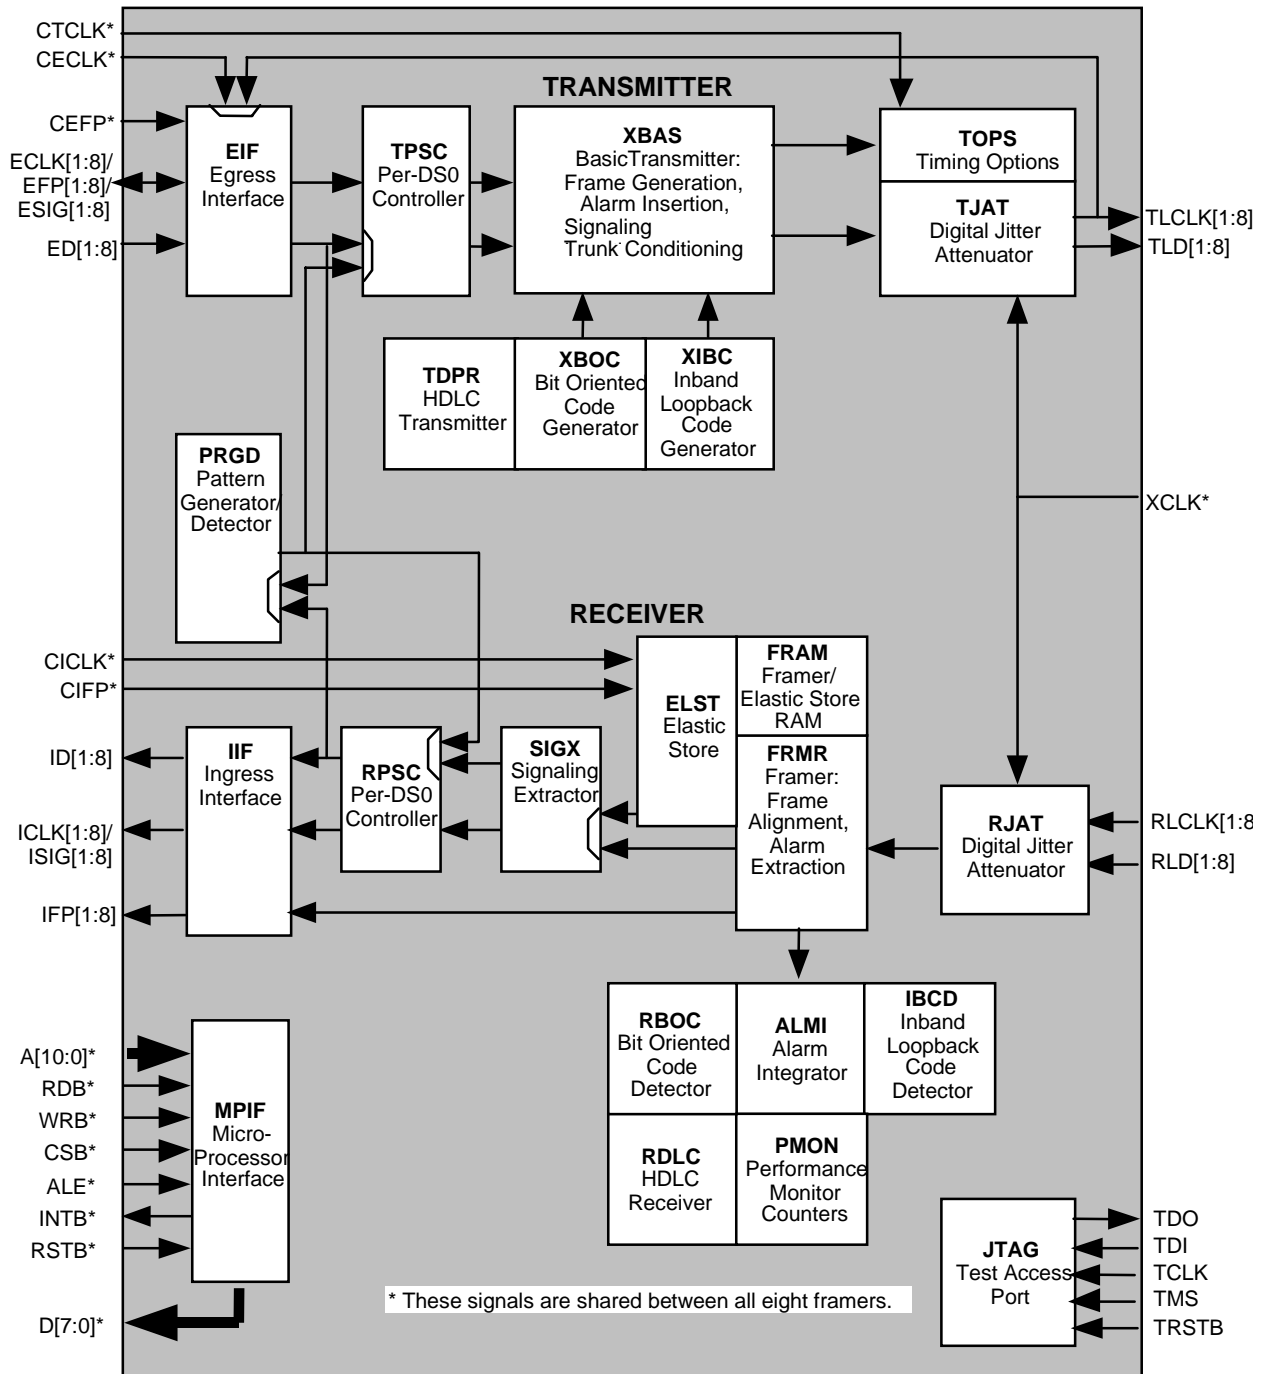 CTCLK*
CECLK*
TRANSMITTER
CEFP*
ECLK[1:8]/
EFP[1:8]/
ESIG[1:8]
ED[1:8]
EIF
Egress
Interface
TPSC
Per-DS0
Controller
XBAS
BasicTransmitter:
Frame Generation,
Alarm Insertion,
Signaling
Trunk Conditioning
TOPS
Timing Options
TJAT
Digital Jitter
Attenuator
TLCLK[1:8]
TLD[1:8]
TDPR
HDLC
Transmitter
XBOC
Bit Oriented
Code
Generator
XIBC
Inband
Loopback
Code
Generator
PRGD
Pattern
Generator/
Detector
XCLK*
RECEIVER
CICLK*
CIFP*
ELST
Elastic
Store
FRAM
Framer/
Elastic Store
RAM
FRMR
Framer:
Frame
Alignment,
Alarm
Extraction
ID[1:8]
ICLK[1:8]/
ISIG[1:8]
IFP[1:8]
IIF
Ingress
Interface
RPSC
Per-DS0
Controller
SIGX
Signaling
Extractor
RJAT
Digital Jitter
Attenuator
RLCLK[1:8
RLD[1:8]
RBOC
Bit Oriented
Code
Detector
ALMI
Alarm
Integrator
IBCD
Inband
Loopback
Code
Detector
RDLC
HDLC
Receiver
PMON
Performance
Monitor
Counters
A[10:0]*
RDB*
WRB*
CSB*
ALE*
INTB*
RSTB*
D[7:0]*
MPIF
Micro-
Processor
Interface
* These signals are shared between all eight framers.
JTAG
Test Access
Port
TDO
TDI
TCLK
TMS
TRSTB